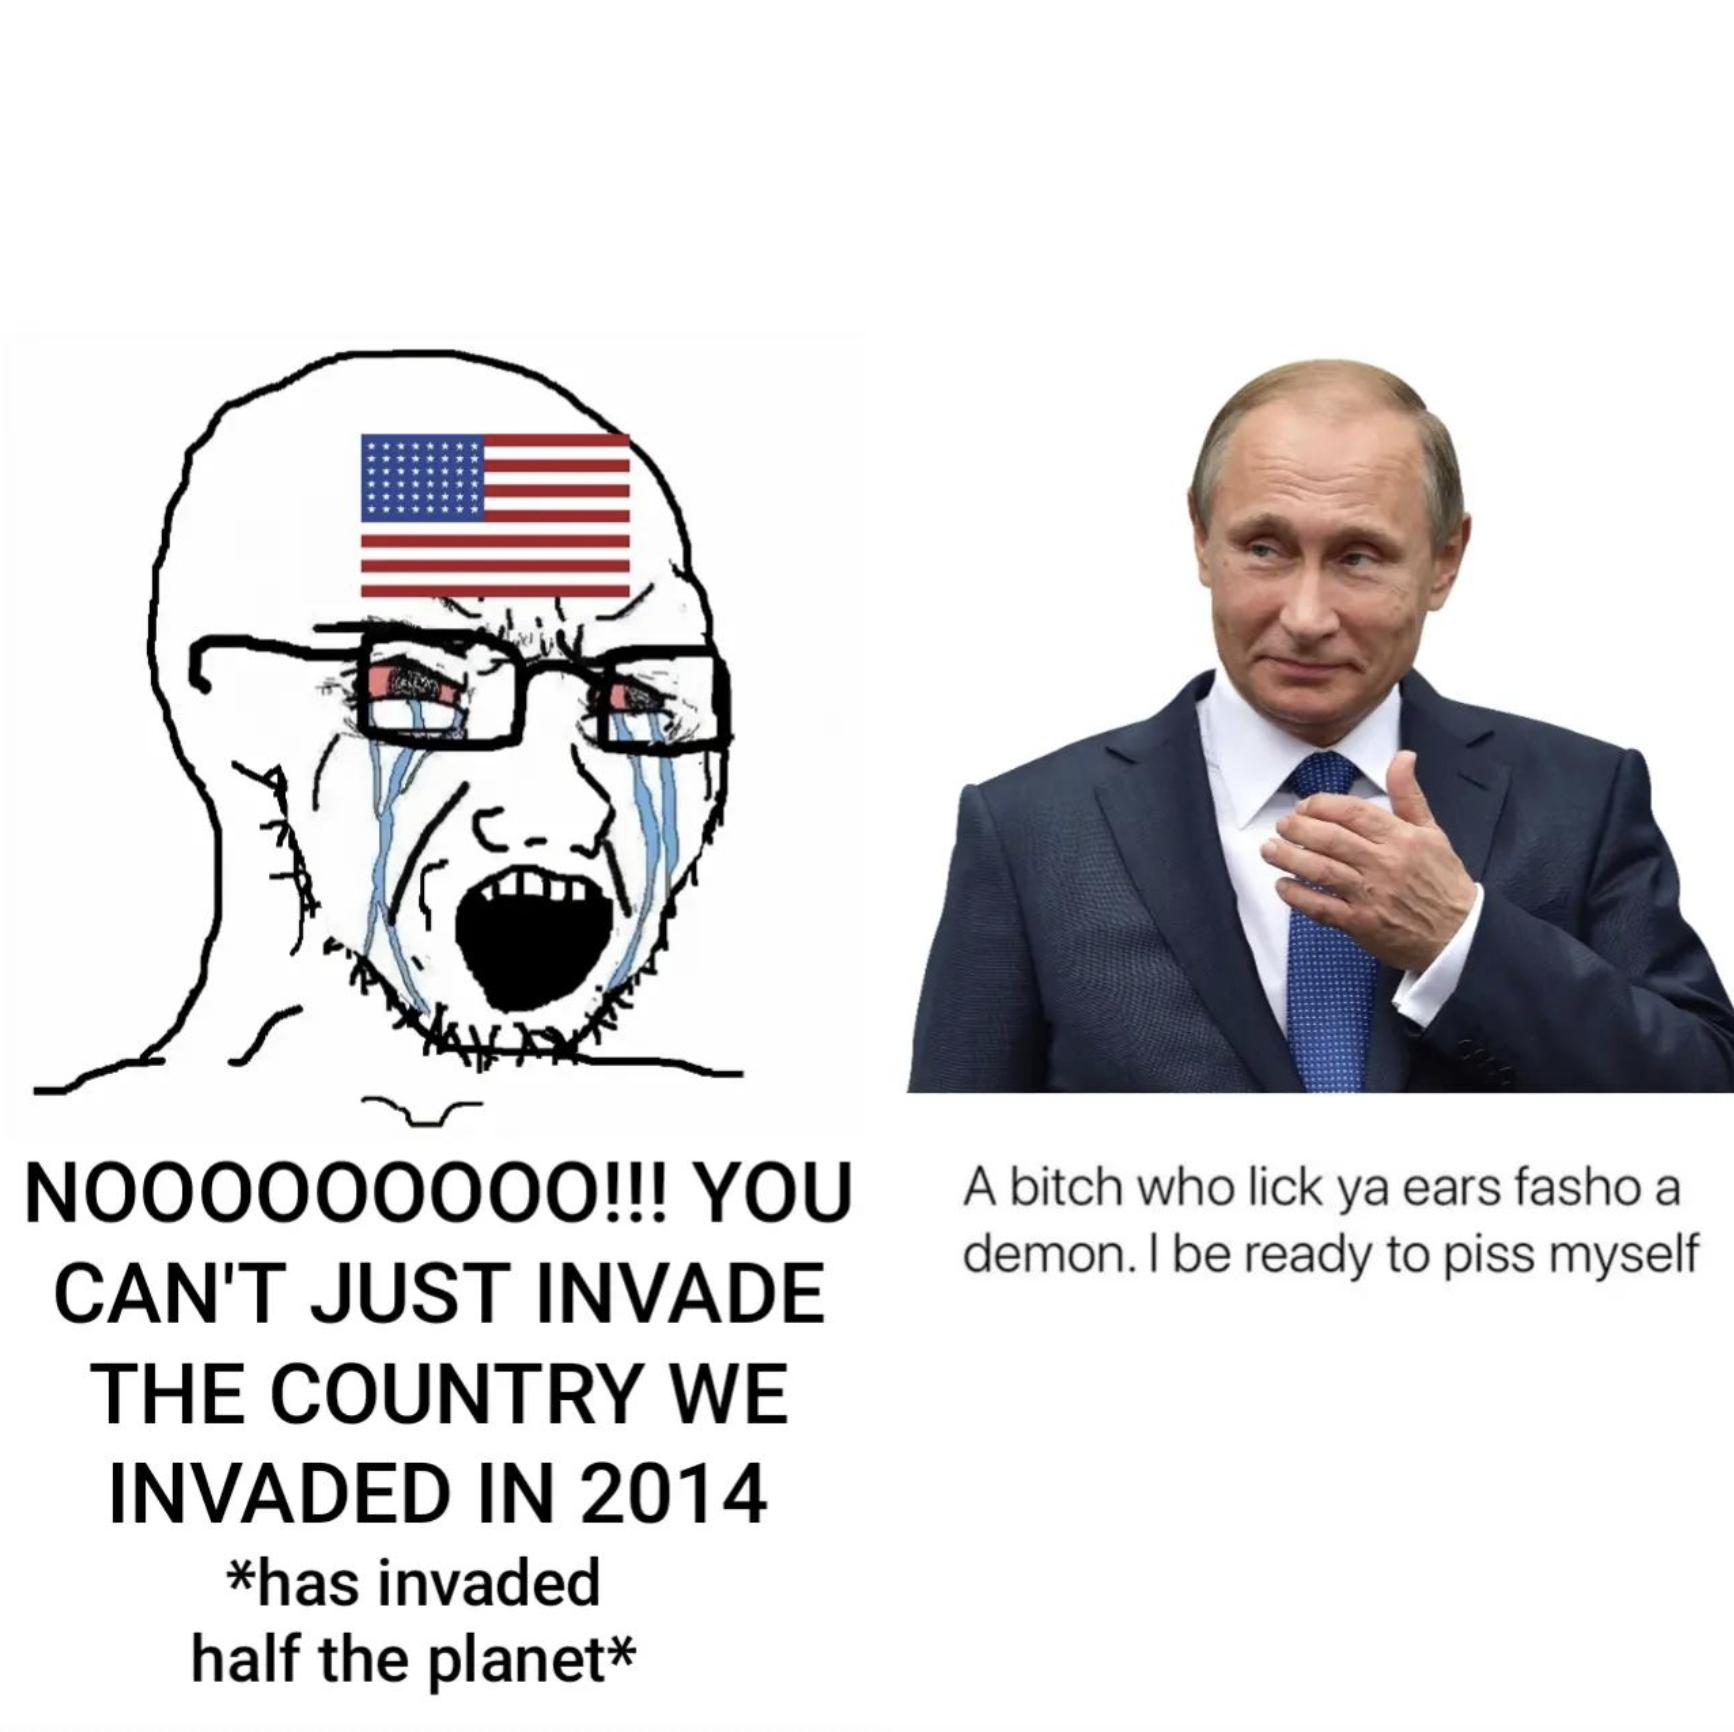 NOOOOOOOOO!!! YOU
CAN'T JUST INVADE
THE COUNTRY WE
INVADED IN 2014
*has invaded
half the planet*
A bitch who lick ya ears fasho a
demon. I be ready to piss myself